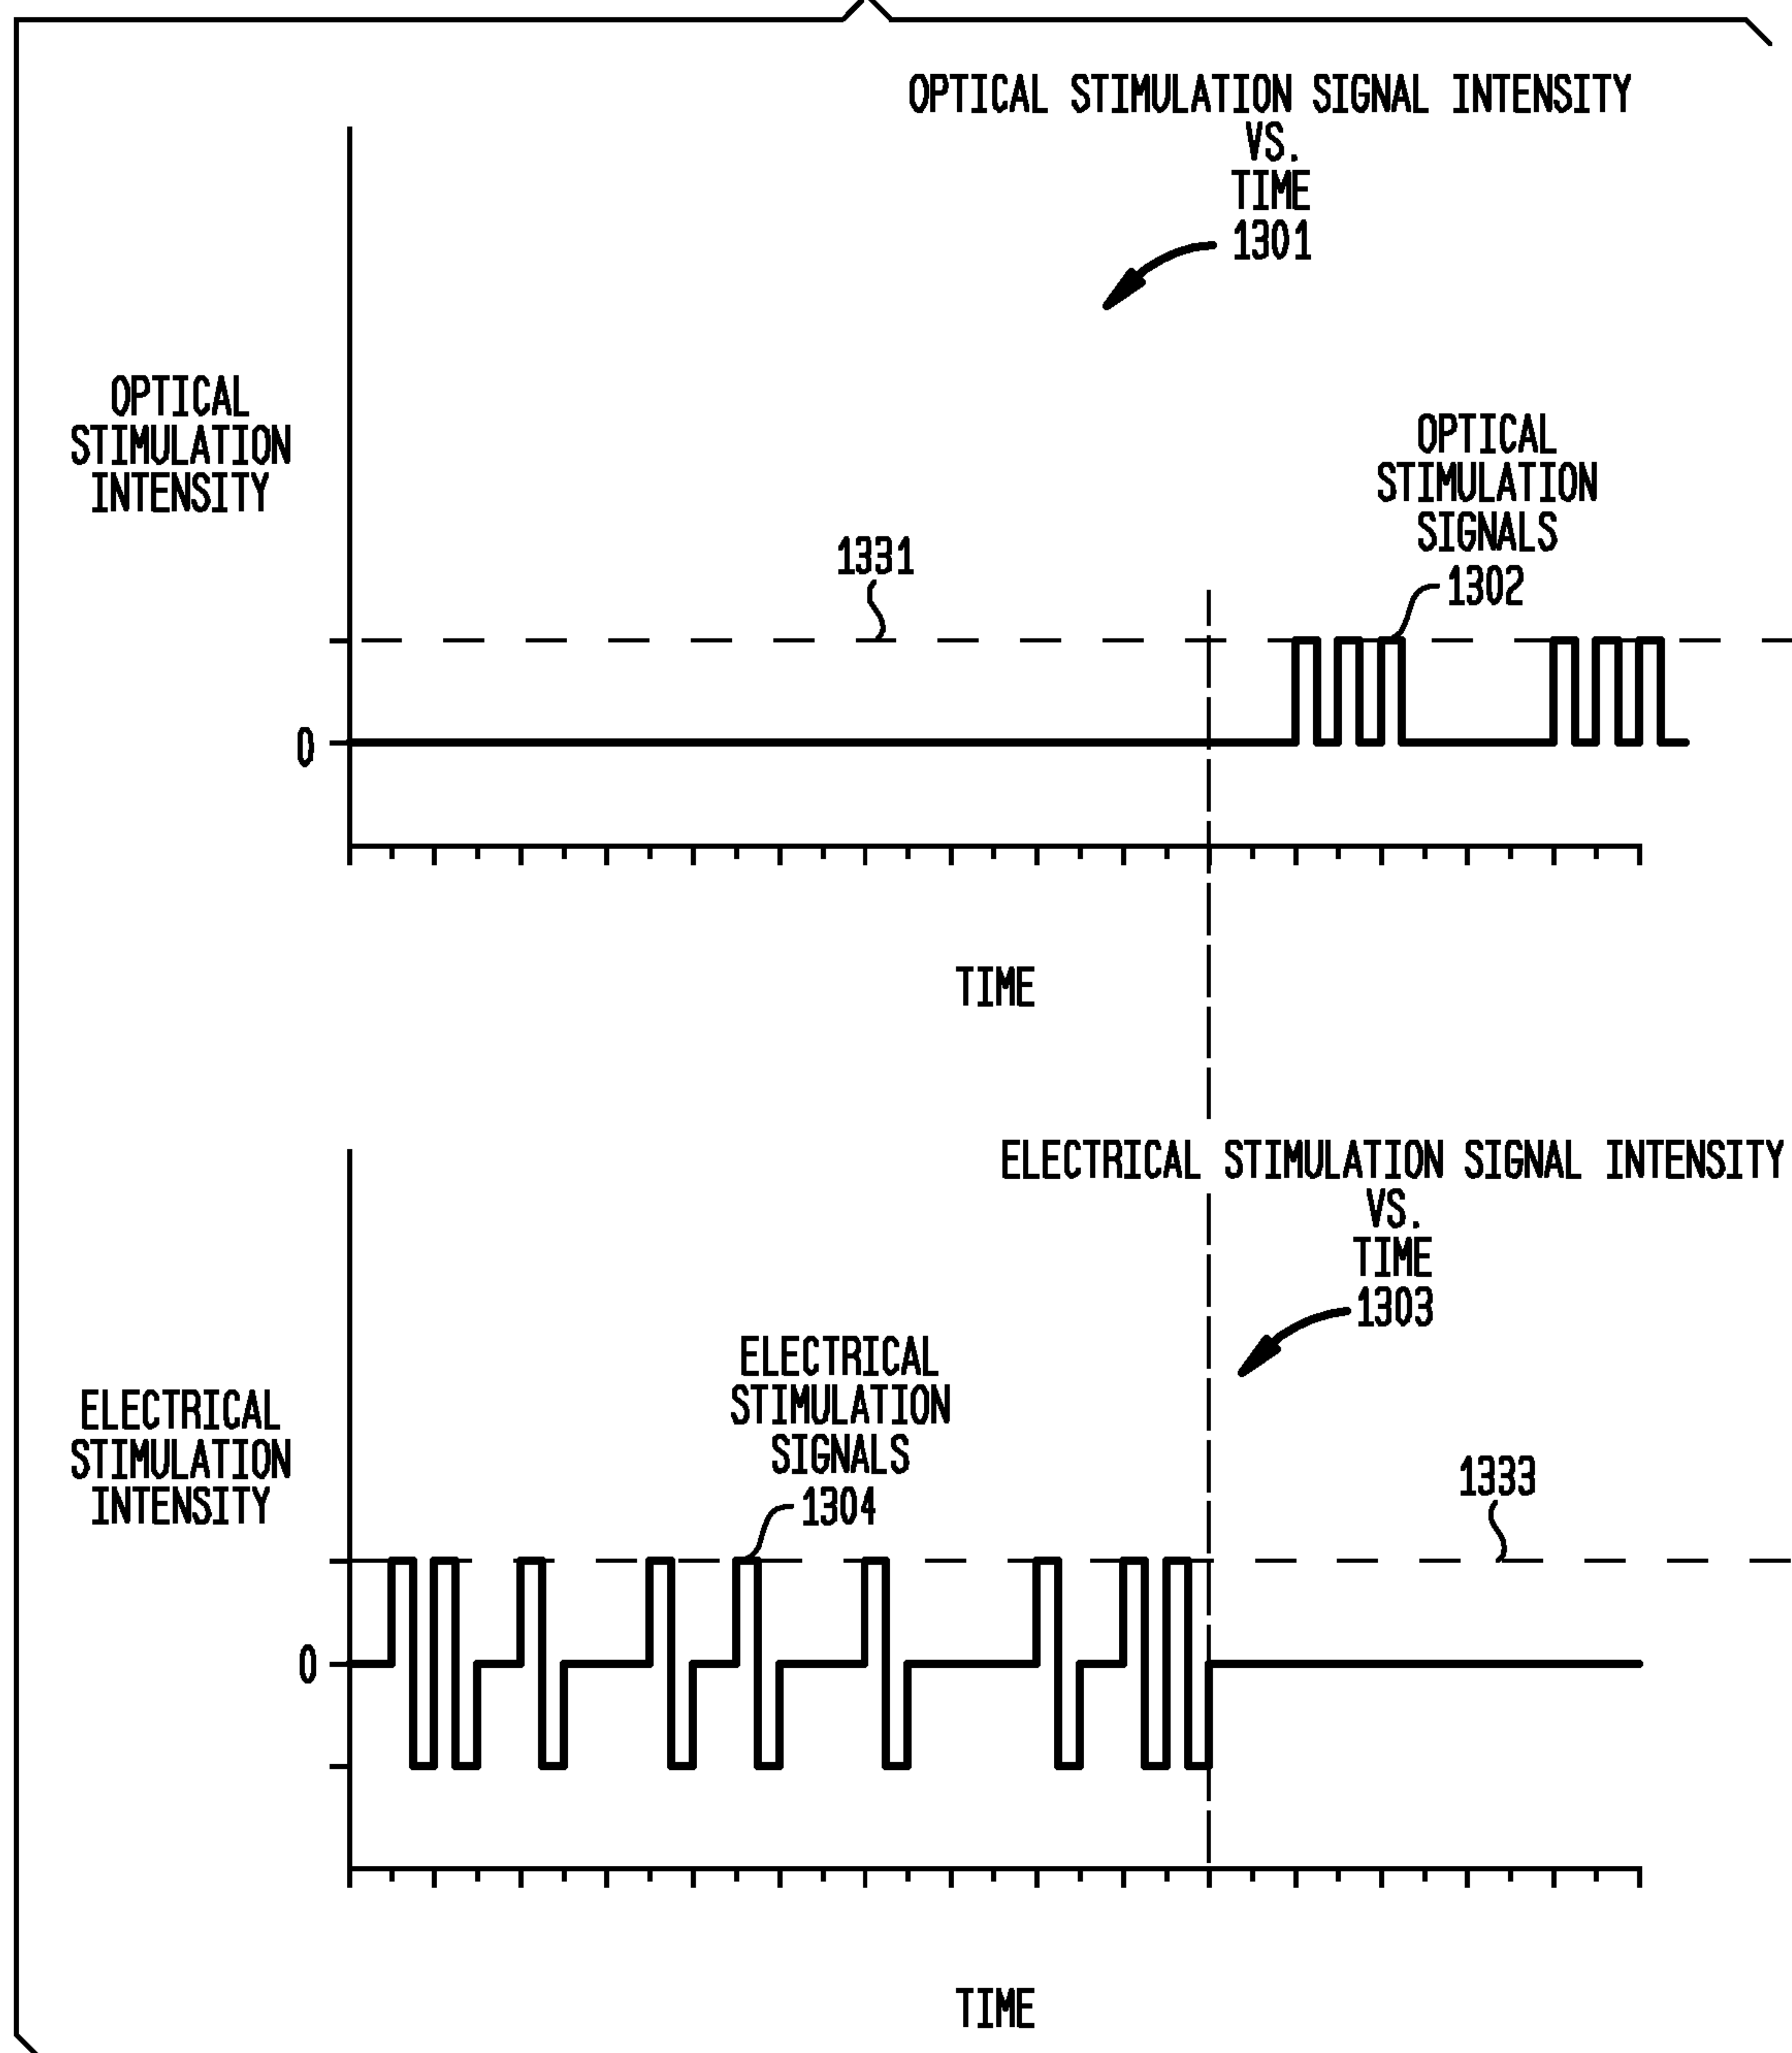 OPTICAL STIMULATION SIGNAL INTENSITY
VS.
TIME
1301
OPTICAL
STIMULATION
INTENSITY
OPTICAL
STIMULATION
SIGNALS
1302
1331
0
TIME
ELECTRICAL STIMULATION SIGNAL INTENSITY
VS.
TIME
1303
ELECTRICAL
STIMULATION
SIGNALS
1304
ELECTRICAL
STIMULATION
INTENSITY
1333
0
TIME